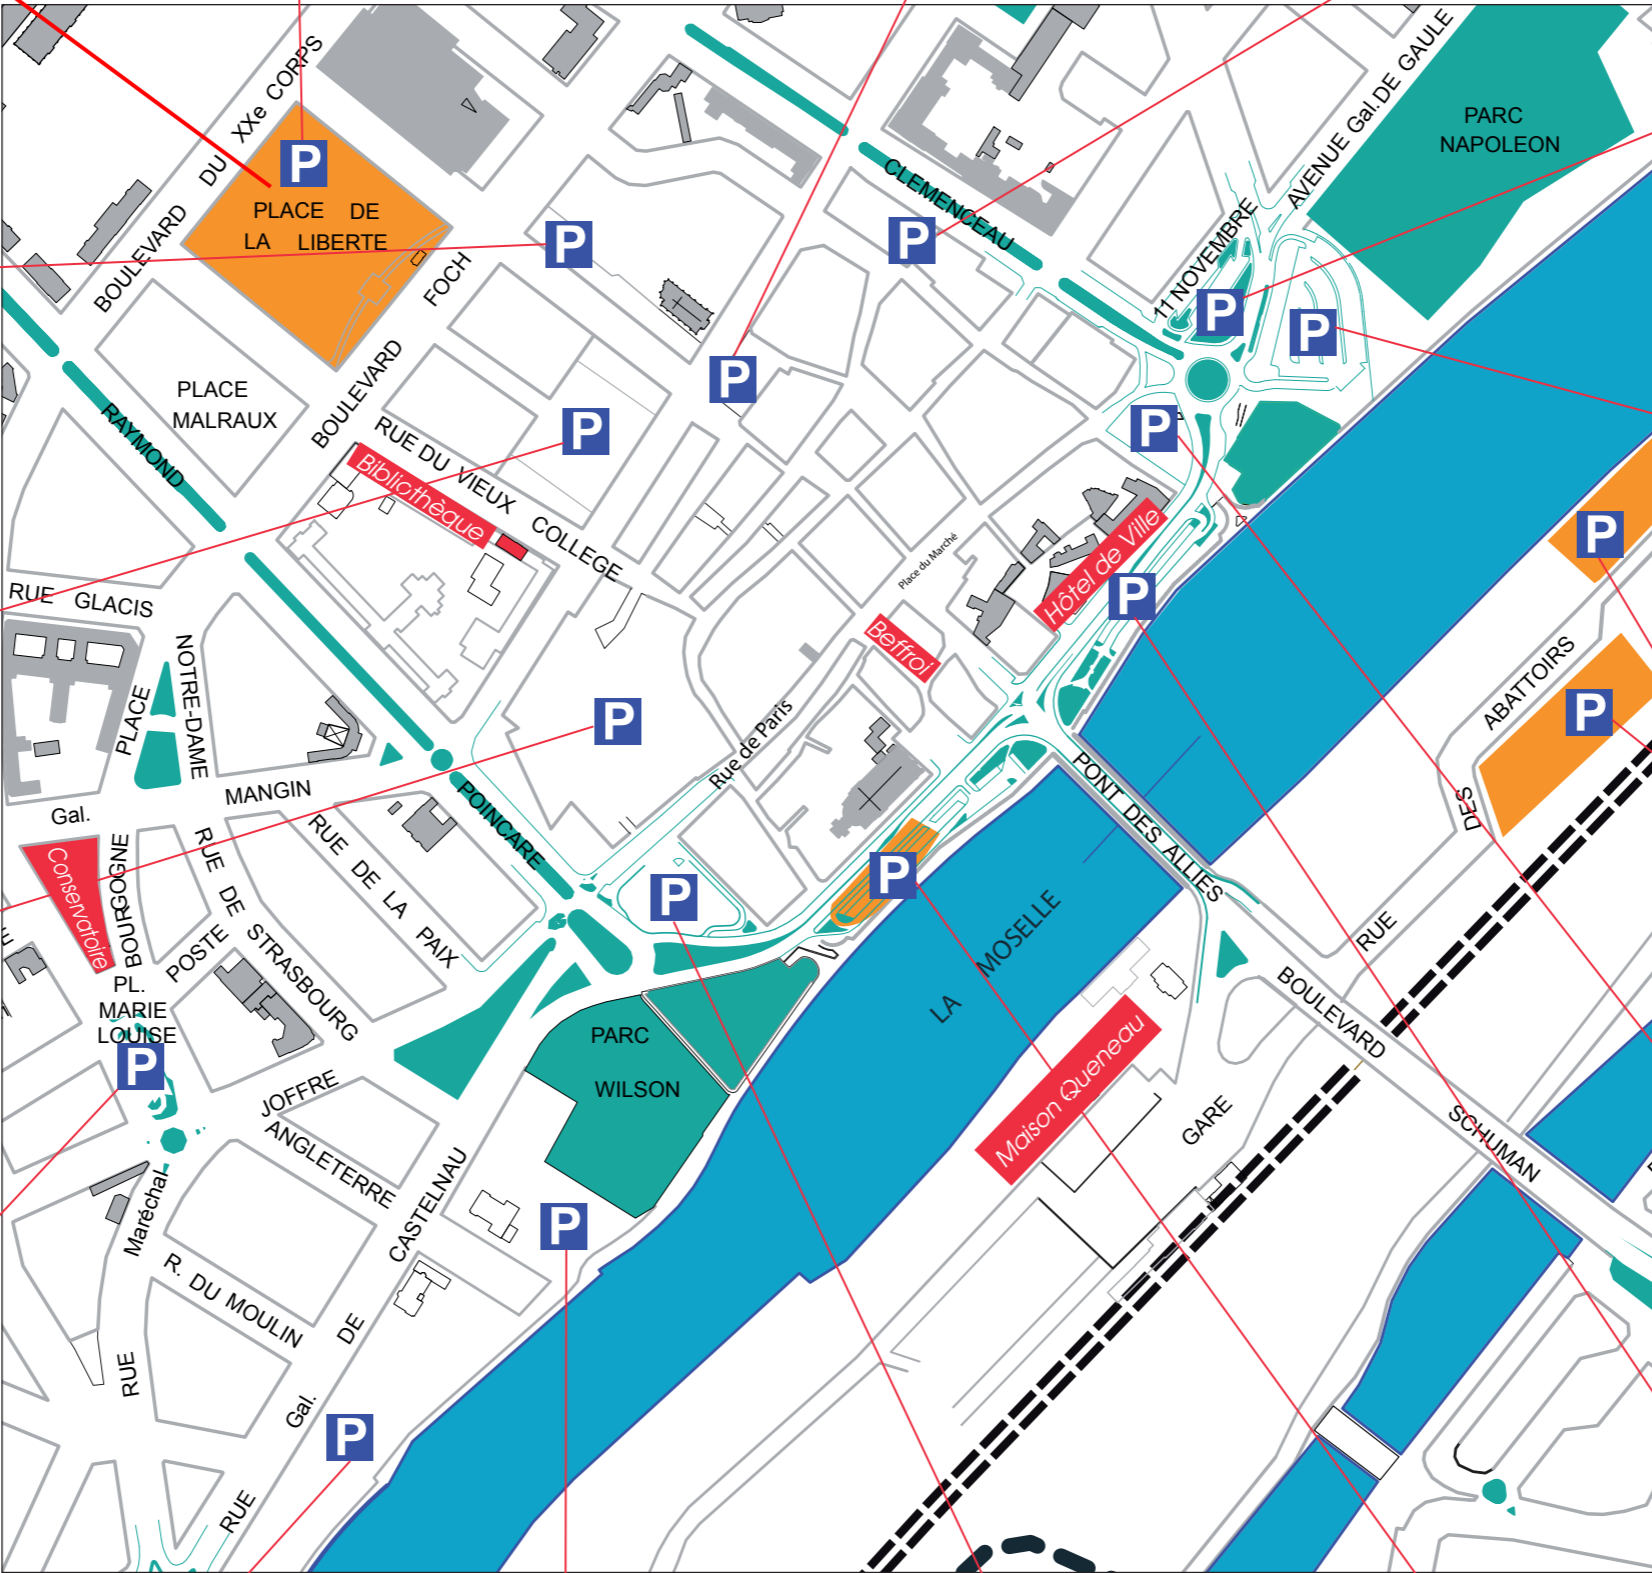 BOULEVARD DU XXe CORPS
P
PLACE DE
LA LIBERTE
P
P
CLEMENCEAU
11 NOVEMBRE
AVENUE Gal. DE GAULE
PARC
NAPOLEON
P
P
P
P
P
PLACE
MALRAUX
BOULEVARD FOCH
RAYMOND
RUE DU VIEUX COLLEGE
Bibliothèque
P
Place du Marché
Hôtel de Ville
P
Beffroi
P
RUE GLACIS
PLACE
NOTRE-DAME
P
Rue de Paris
ABATTOIRS
P
DES
RUE
PONT DES ALLIES
Gal.
MANGIN
POINCARE
Conservatoire
BOURGOGNE
RUE DE STRASBOURG
RUE DE LA PAIX
POSTE
P
P
LA MOSELLE
PL.
MARIE
LOUISE
P
PARC
WILSON
BOULEVARD
SCHUMAN
Maison Queneau
GARE
JOFFRE
ANGLETERRE
Maréchal
RUE
R. DU MOULIN
CASTELNAU
DE
Gal.
RUE
P
P